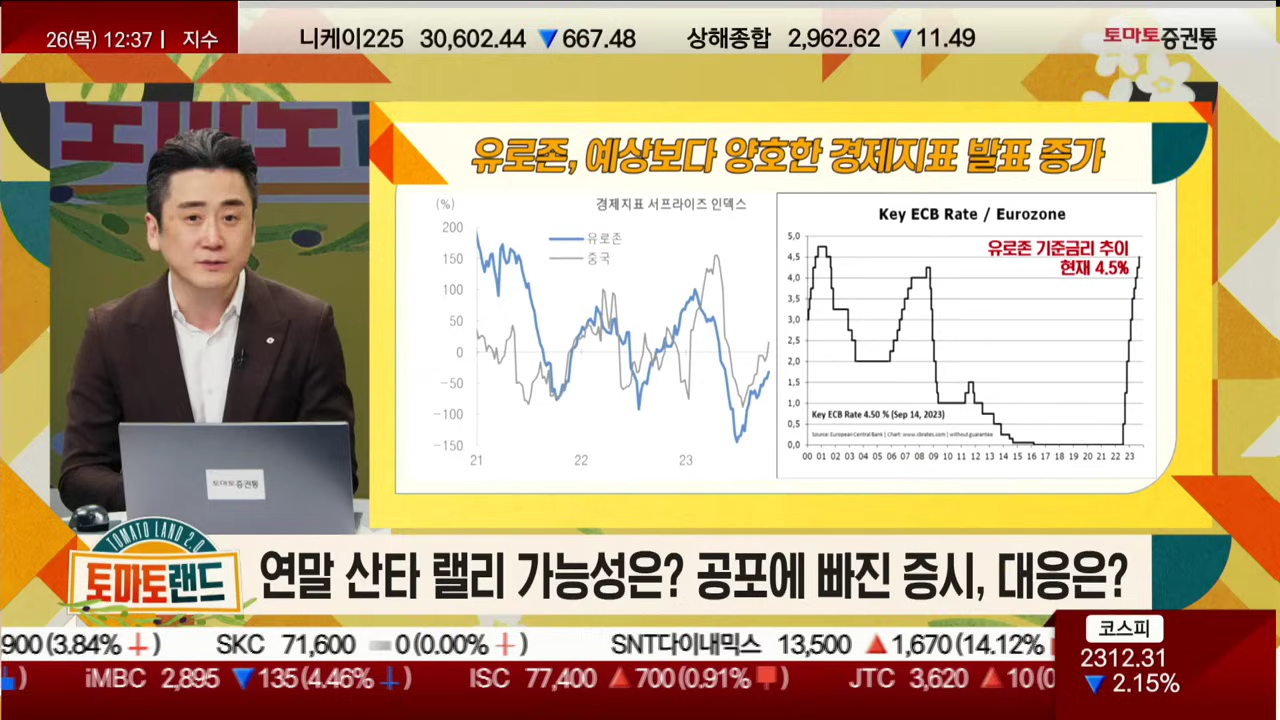 26(목) 12:37 | 지수
니케이225 30,602.44 ▼667.48 상해종합 2,962.62 ▼11.49
토마토증권통
유로존, 예상보다 양호한 경제지표 발표 증가
(%)
경제지표 서프라이즈 인덱스
유로존
중국
200
150
100
50
0
-50
-100
-150
21 22 23
Key ECB Rate / Eurozone
유로존 기준금리 추이
현재 4.5%
5,0
4,5
4,0
3,5
3,0
2,5
2,0
1,5
1,0
0,5
0,0
Key ECB Rate 4.50 % (Sep 14, 2023)
Source: European Central Bank | Chart: www.cbrates.com | without guarantee
00 01 02 03 04 05 06 07 08 09 10 11 12 13 14 15 16 17 18 19 20 21 22 23
토마토증권통
TOMATO LAND 2.0
토마토랜드
연말 산타 랠리 가능성은? 공포에 빠진 증시, 대응은?
900 (3.84% ) SKC 71,600 0 (0.00% ) SNT다이내믹스 13,500 ▲1,670 (14.12%
) iMBC 2,895 ▼135 (4.46% ) ISC 77,400 ▲700 (0.91% ) JTC 3,620 ▲10 (0
코스피
2312.31
▼2.15%